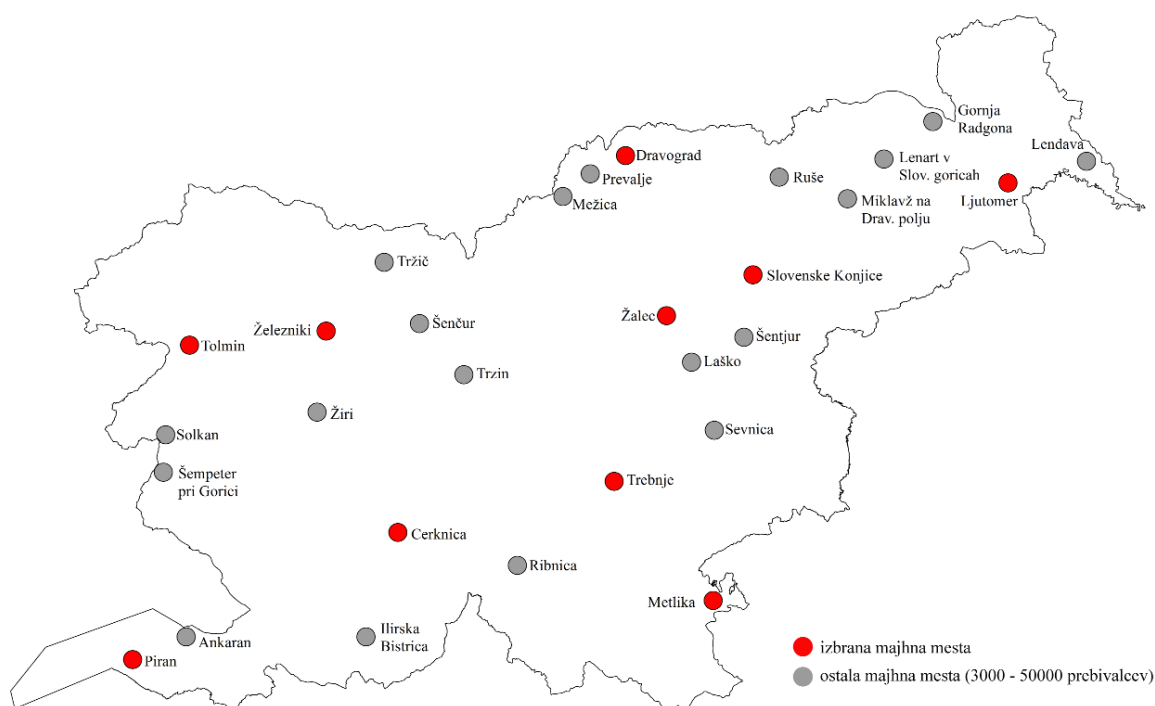 Gornja
Radgona
Dravograd
Lenart v
Slov. goricah
Lendava
Prevalje
Ruše
Mežica
Miklavž na
Drav. polju
Ljutomer
Tržič
Slovenske Konjice
Železniki
Šenčur
Žalec
Šentjur
Tolmin
Laško
Trzin
Žiri
Solkan
Sevnica
Šempeter
pri Gorici
Trebnje
Cerknica
Ribnica
Metlika
Ilirska
Bistrica
Ankaran
Piran
izbrana majhna mesta
ostala majhna mesta (3000 - 50000 prebivalcev)